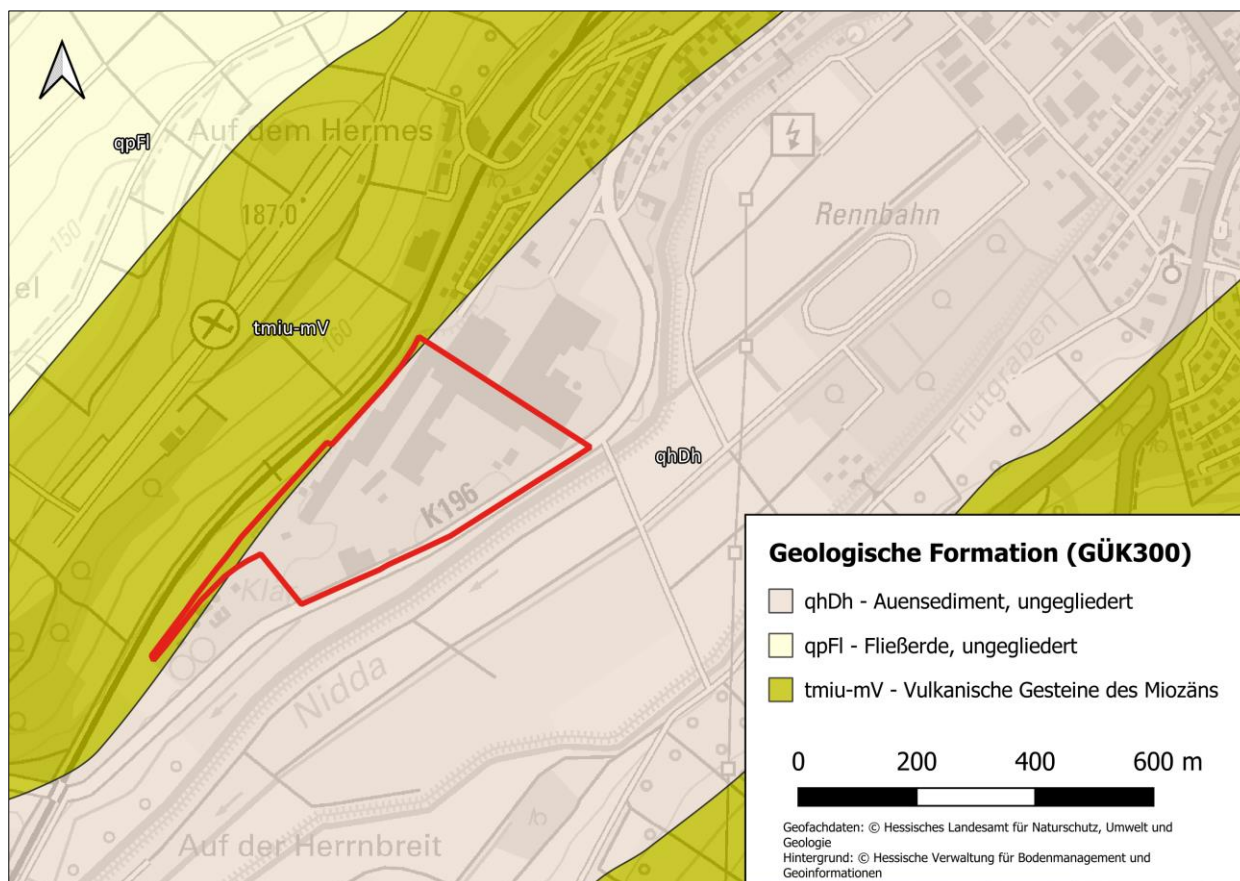 Auf dem Hermes
qpFl
187,0
Rennbahn
150
el
tmiu-mV
160
Flutgraben
qhDh
K196
Klär
Nidda
Auf der Herrnbreit
Geologische Formation (GÜK300)
qhDh - Auensediment, ungegliedert
qpFl - Fließerde, ungegliedert
tmiu-mV - Vulkanische Gesteine des Miozäns
0 200 400 600 m
Geofachdaten: © Hessisches Landesamt für Naturschutz, Umwelt und
Geologie
Hintergrund: © Hessische Verwaltung für Bodenmanagement und
Geoinformationen